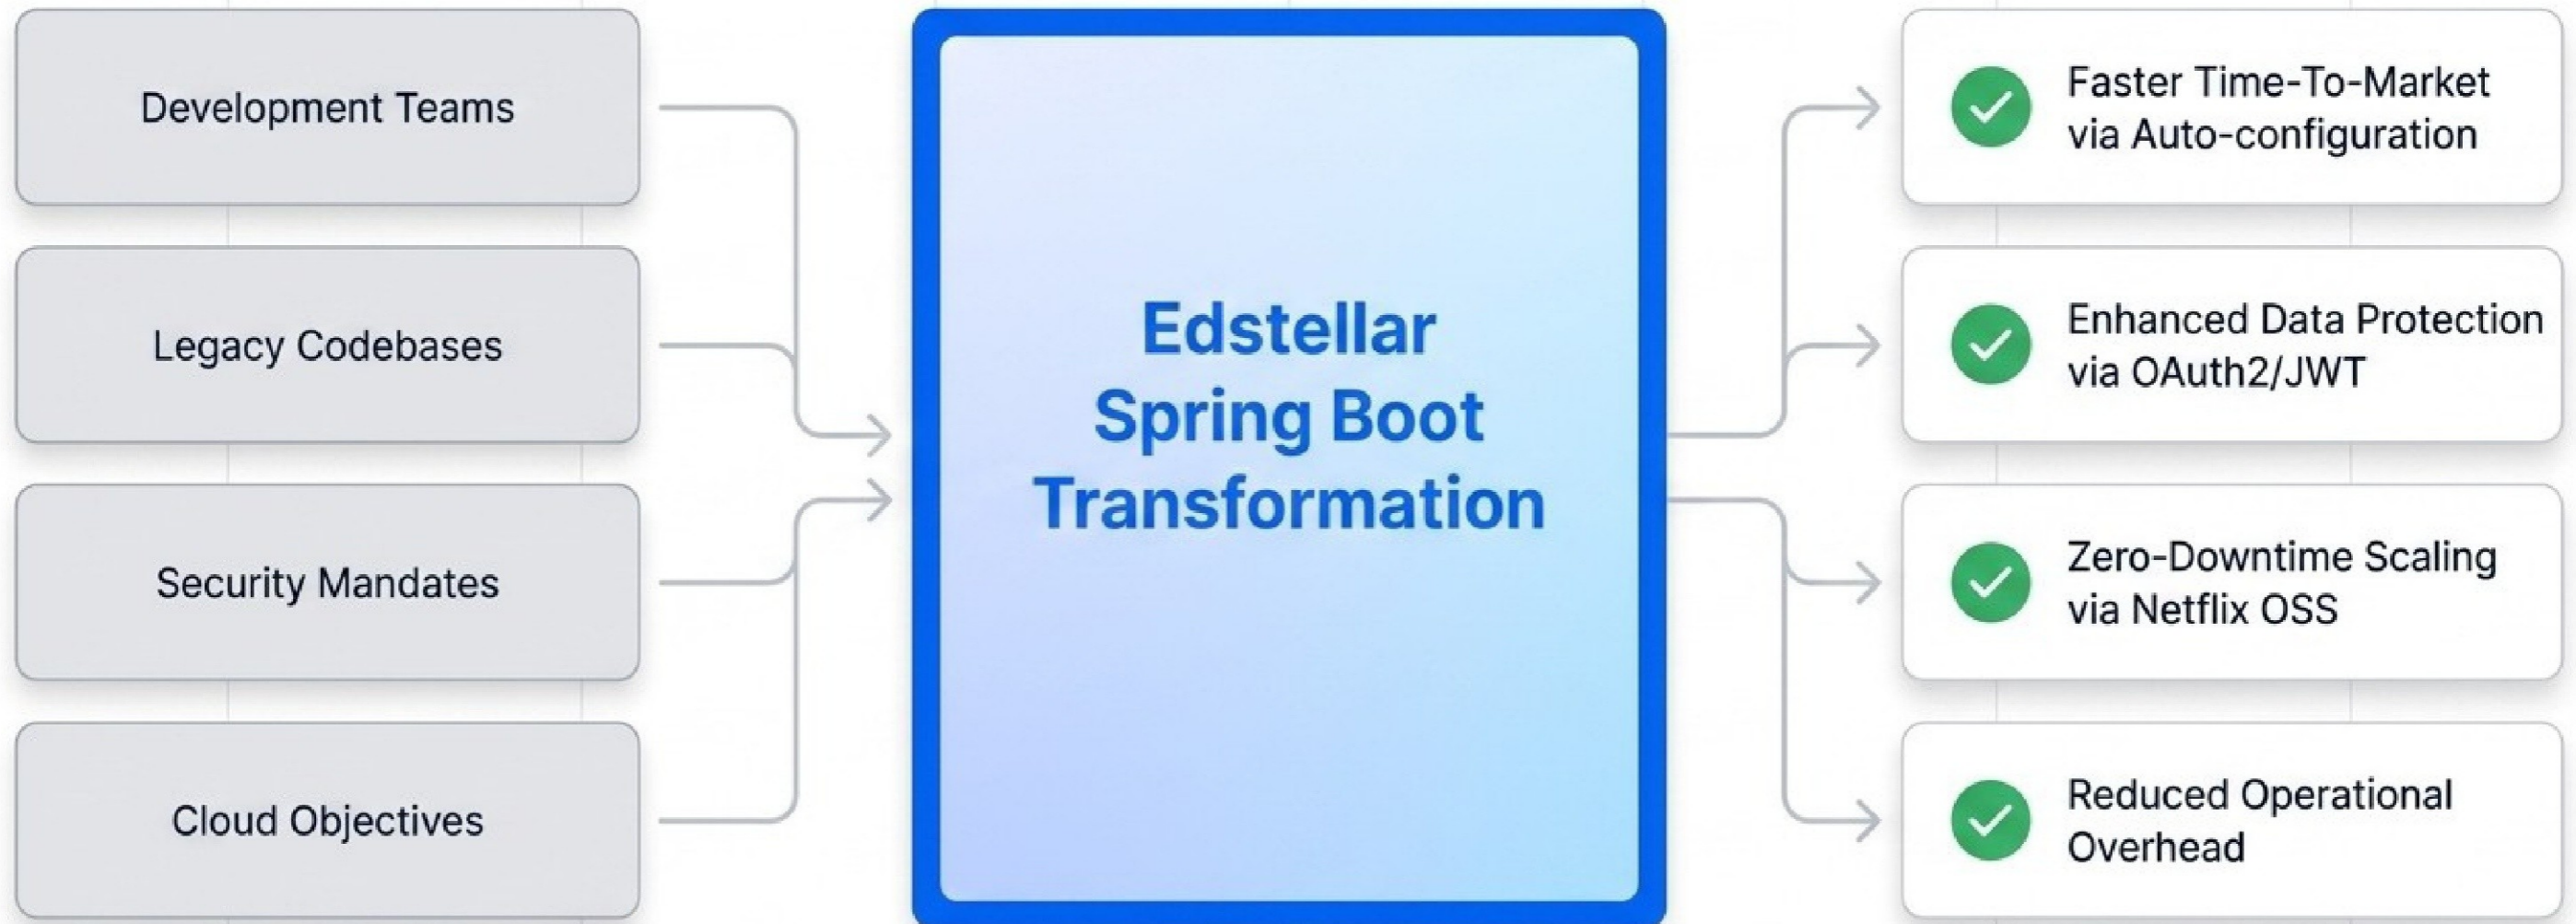 Development Teams
Legacy Codebases
Security Mandates
Cloud Objectives
Edstellar
Spring Boot
Transformation
Faster Time-To-Market
via Auto-configuration
Enhanced Data Protection
via OAuth2/JWT
Zero-Downtime Scaling
via Netflix OSS
Reduced Operational
Overhead